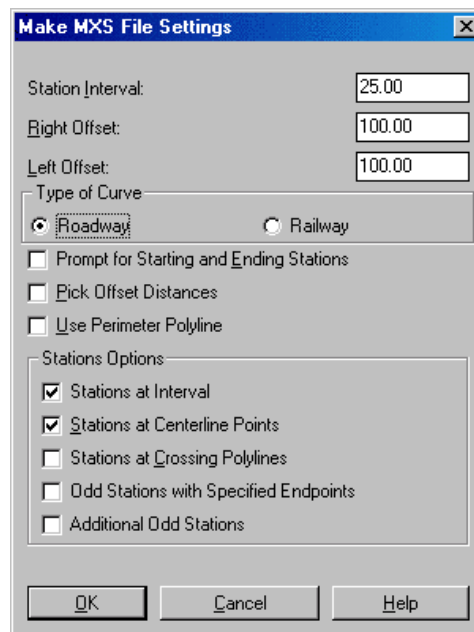 Make MXS File Settings
Station Interval: 25.00
Right Offset: 100.00
Left Offset: 100.00
Type of Curve
Roadway Railway
Prompt for Starting and Ending Stations
Pick Offset Distances
Use Perimeter Polyline
Stations Options
Stations at Interval
Stations at Centerline Points
Stations at Crossing Polylines
Odd Stations with Specified Endpoints
Additional Odd Stations
OK Cancel Help